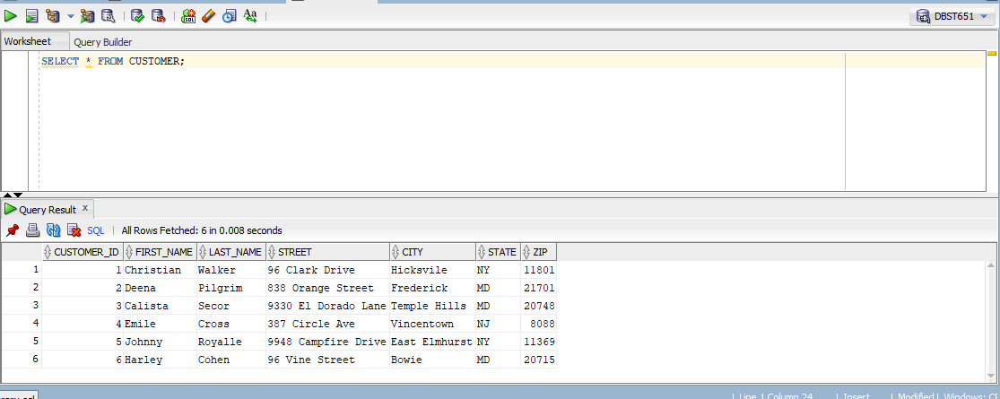 DBST651
Worksheet Query Builder
SELECT * FROM CUSTOMER;
Query Result x
SQL | All Rows Fetched: 6 in 0.008 seconds
CUSTOMER_ID FIRST_NAME LAST_NAME STREET CITY STATE ZIP
1 1 Christian Walker 96 Clark Drive Hicksvile NY 11801
2 2 Deena Pilgrim 838 Orange Street Frederick MD 21701
3 3 Calista Secor 9330 El Dorado Lane Temple Hills MD 20748
4 4 Emile Cross 387 Circle Ave Vincentown NJ 8088
5 5 Johnny Royalle 9948 Campfire Drive East Elmhurst NY 11369
6 6 Harley Cohen 96 Vine Street Bowie MD 20715
| Line 1 Column 24 | Insert | Modified | Windows: